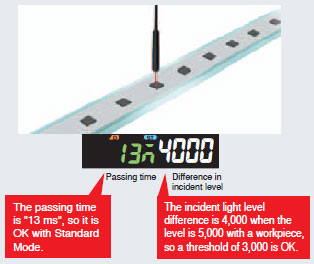 ST
13 4000
Passing time
Difference in
incident level
The passing time
is "13 ms", so it is
OK with Standard
Mode.
The incident light level
difference is 4,000 when the
level is 5,000 with a workpiece,
so a threshold of 3,000 is OK.